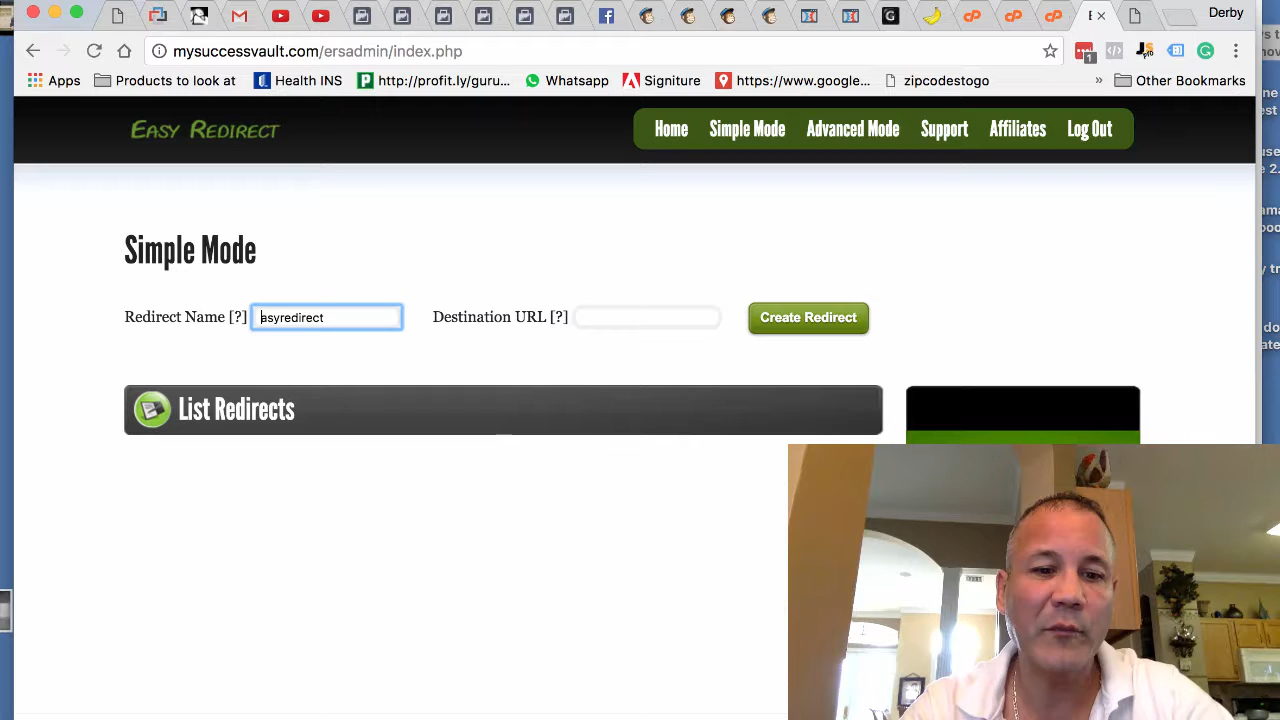 E
Derby
mysuccessvault.com/ersadmin/index.php
1
Apps Products to look at Health INS http://profit.ly/guru... Whatsapp Signiture https://www.google... zipcodestogo » Other Bookmarks
EASY REDIRECT
Home Simple Mode Advanced Mode Support Affiliates Log Out
Simple Mode
Redirect Name [?] asyredirect Destination URL [?] Create Redirect
List Redirects